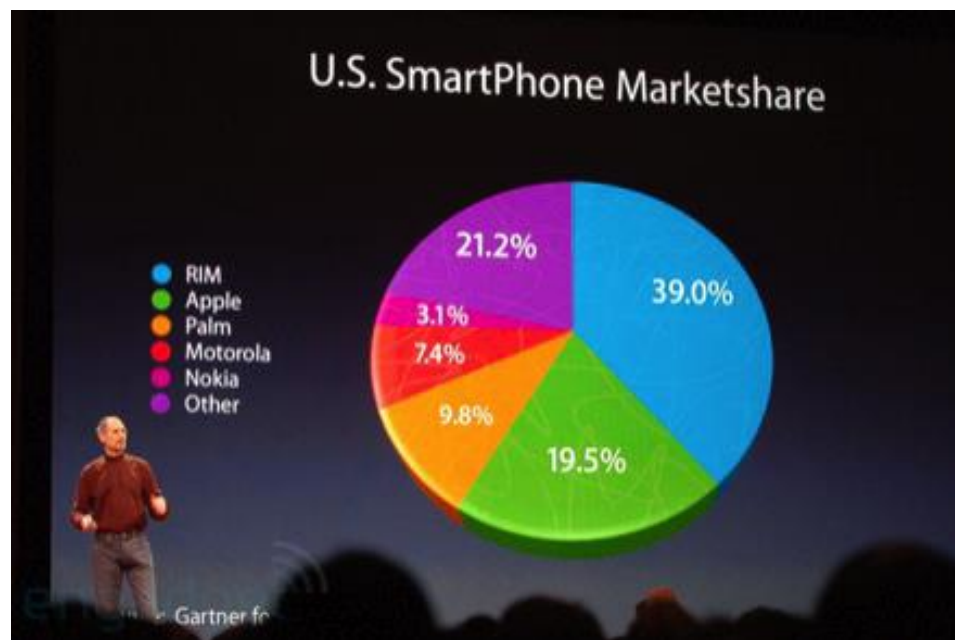 U.S. SmartPhone Marketshare
21.2%
39.0%
3.1%
7.4%
9.8%
19.5%
RIM
Apple
Palm
Motorola
Nokia
Other
Gartner